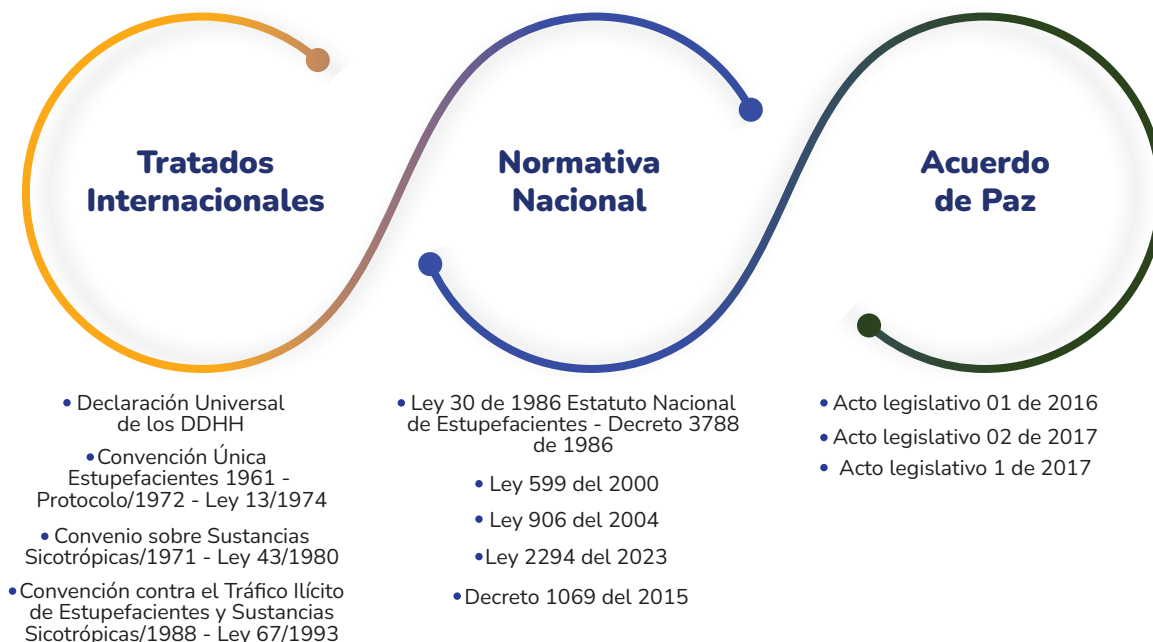 Tratados
Internacionales
• Declaración Universal
de los DDHH
• Convención Única
Estupefacientes 1961 -
Protocolo/1972 - Ley 13/1974
• Convenio sobre Sustancias
Sicotrópicas/1971 - Ley 43/1980
• Convención contra el Tráfico Ilícito
de Estupefacientes y Sustancias
Sicotrópicas/1988 - Ley 67/1993
Normativa
Nacional
• Ley 30 de 1986 Estatuto Nacional
de Estupefacientes - Decreto 3788
de 1986
• Ley 599 del 2000
• Ley 906 del 2004
• Ley 2294 del 2023
• Decreto 1069 del 2015
Acuerdo
de Paz
• Acto legislativo 01 de 2016
• Acto legislativo 02 de 2017
• Acto legislativo 1 de 2017